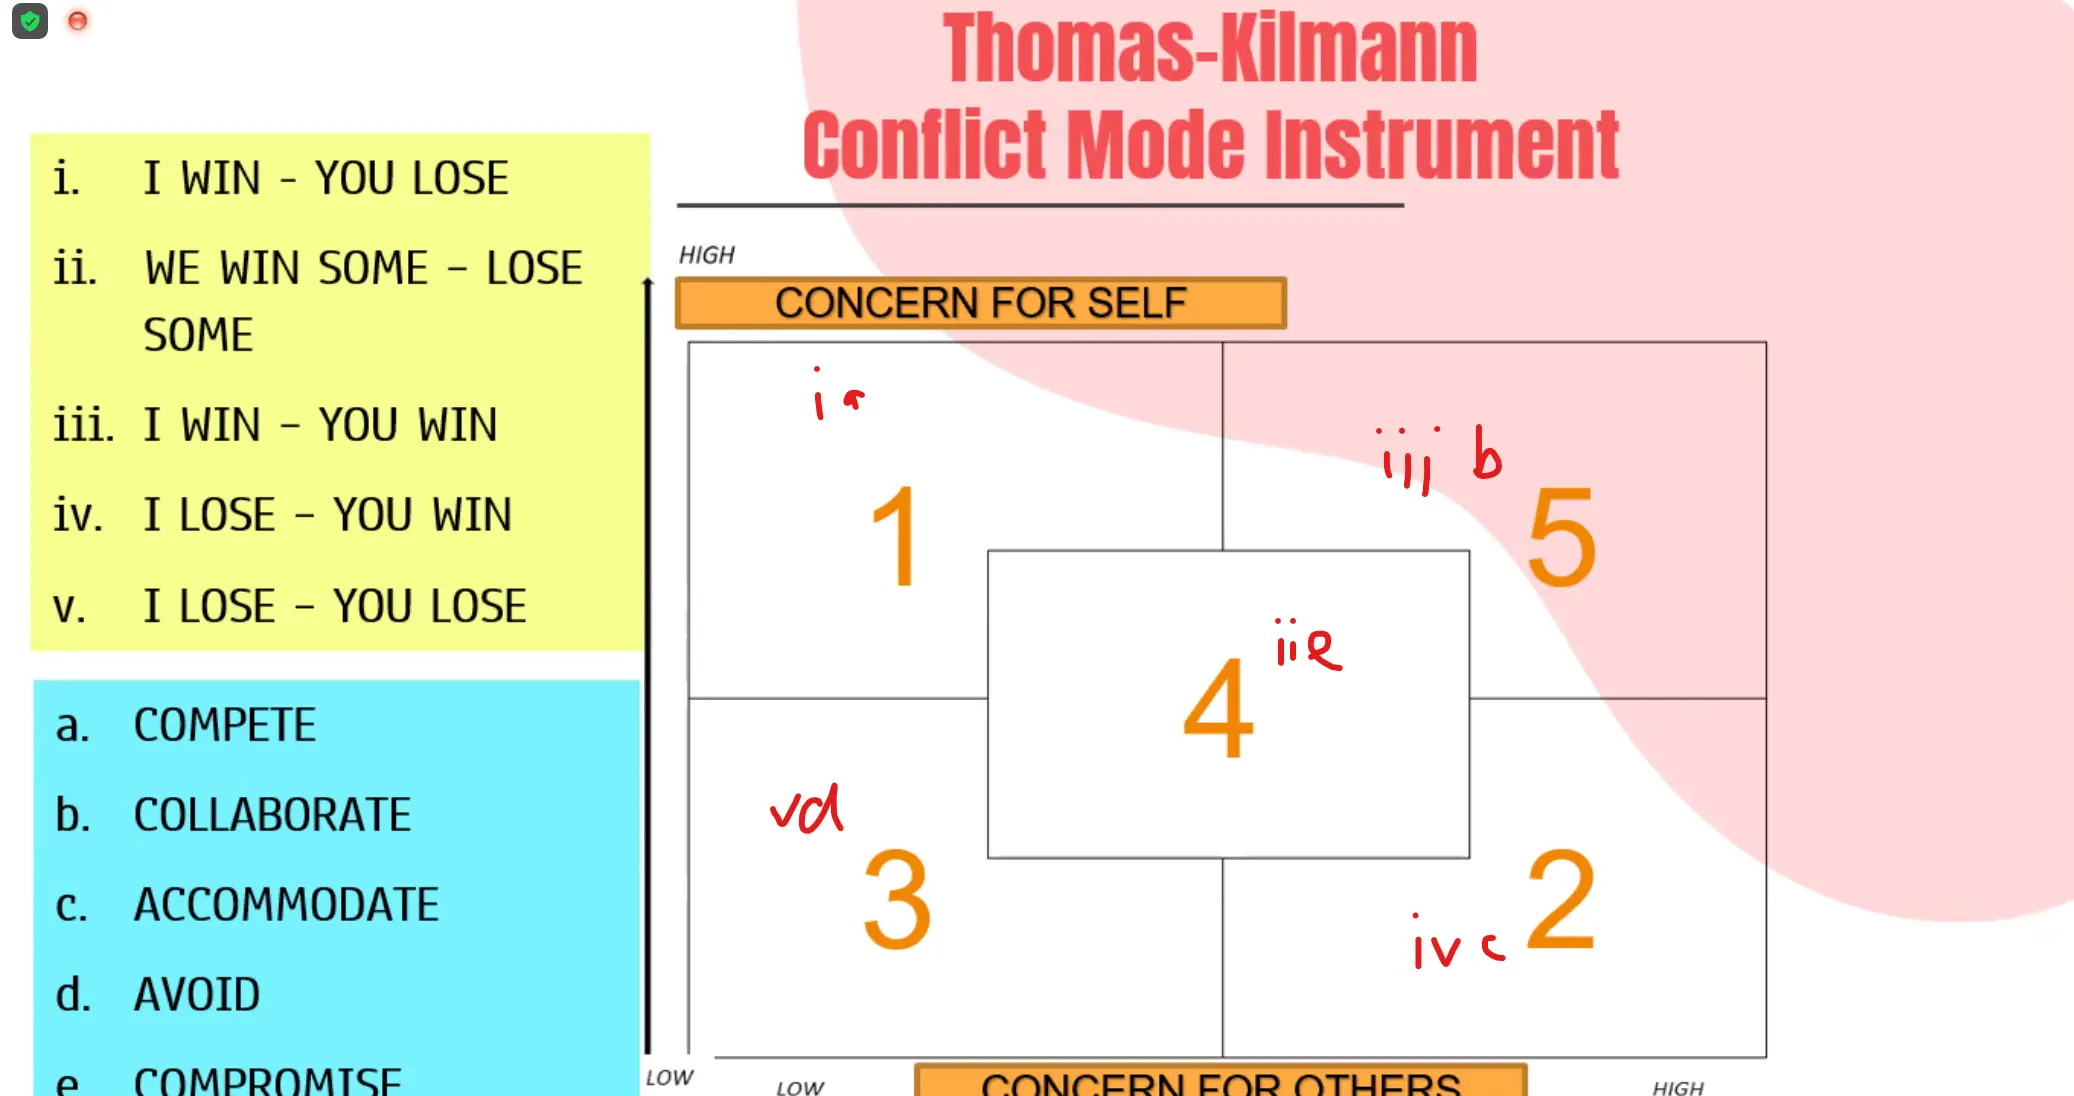 Thomas-Kilmann
Conflict Mode Instrument
i. I WIN - YOU LOSE
ii. WE WIN SOME – LOSE
SOME
iii. I WIN – YOU WIN
iv. I LOSE – YOU WIN
v. I LOSE – YOU LOSE
a. COMPETE
b. COLLABORATE
c. ACCOMMODATE
d. AVOID
e COMPROMISE
HIGH
CONCERN FOR SELF
i a
1
iii b
5
ii e
4
vd
3
iv c
2
LOW
LOW
CONCERN FOR OTHERS
HIGH